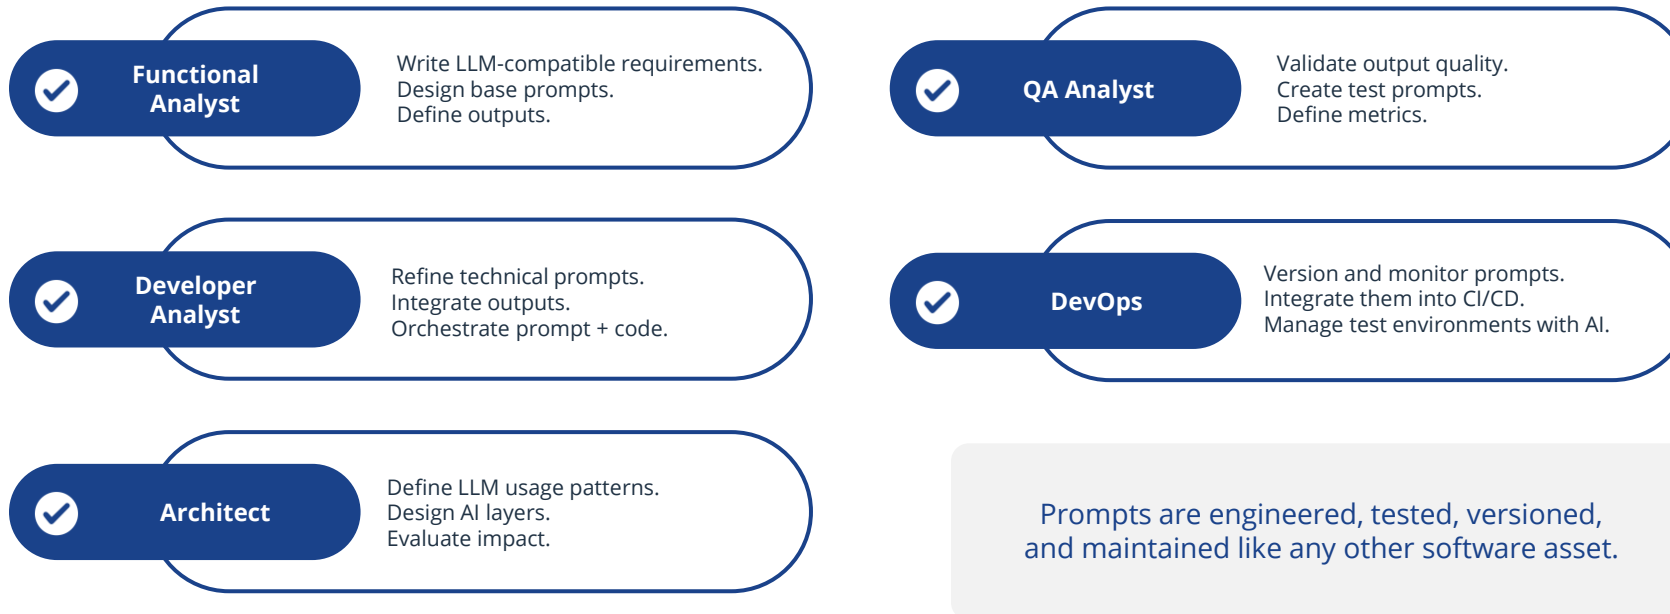 Functional
Analyst
Write LLM-compatible requirements.
Design base prompts.
Define outputs.
QA Analyst
Validate output quality.
Create test prompts.
Define metrics.
Developer
Analyst
Refine technical prompts.
Integrate outputs.
Orchestrate prompt + code.
DevOps
Version and monitor prompts.
Integrate them into CI/CD.
Manage test environments with AI.
Architect
Define LLM usage patterns.
Design AI layers.
Evaluate impact.
Prompts are engineered, tested, versioned,
and maintained like any other software asset.